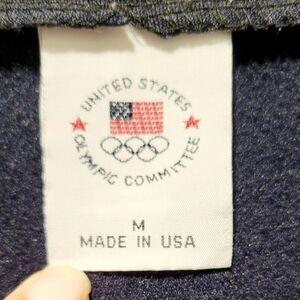 UNITED STATES
OLYMPIC COMMITTEE
M
MADE IN USA